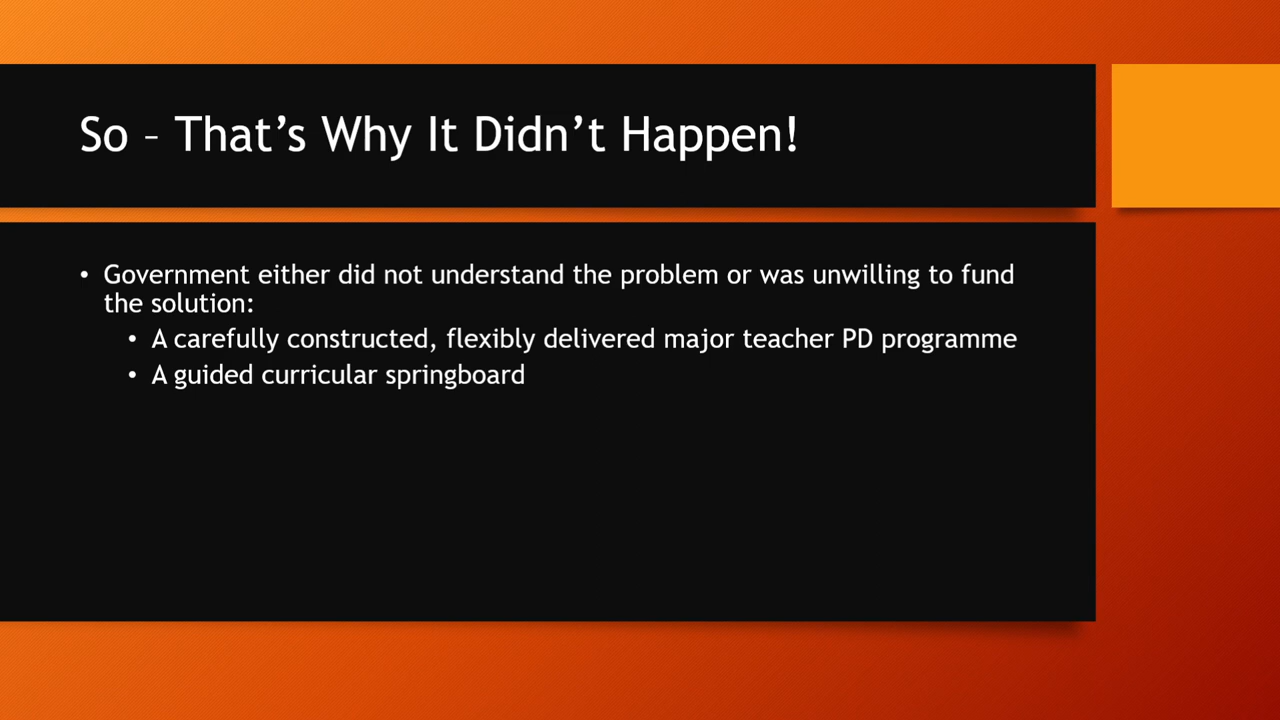 So – That’s Why It Didn’t Happen!
• Government either did not understand the problem or was unwilling to fund
the solution:
• A carefully constructed, flexibly delivered major teacher PD programme
• A guided curricular springboard